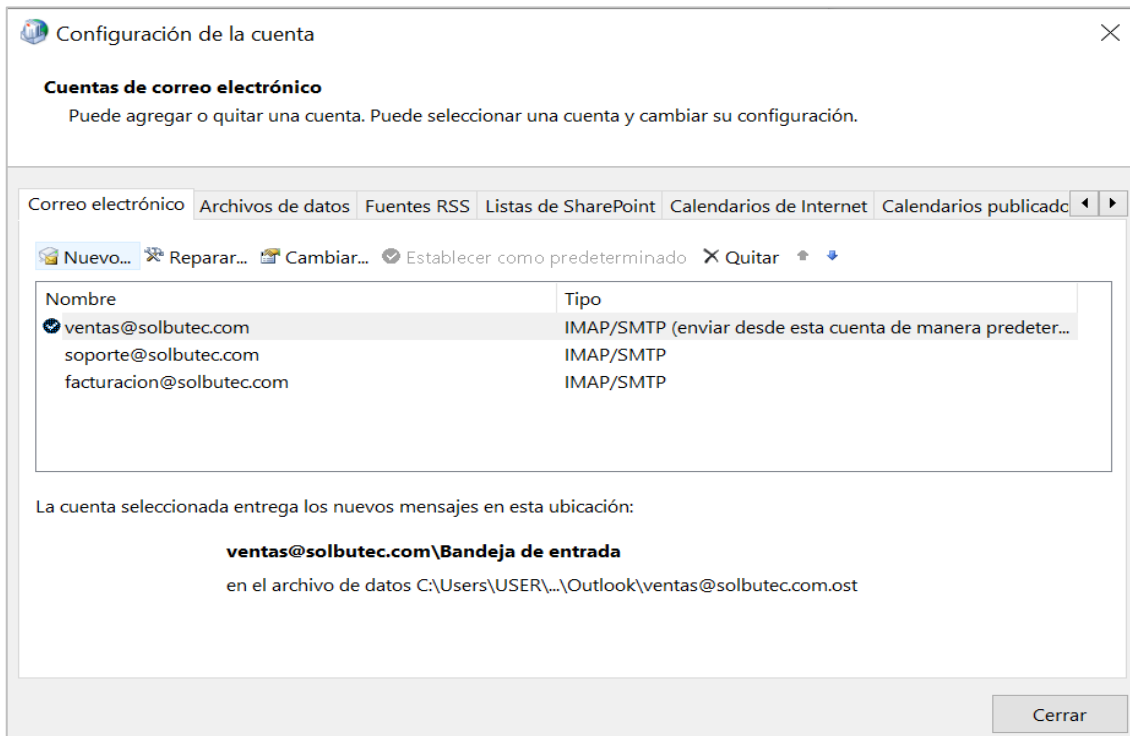 Configuración de la cuenta
Cuentas de correo electrónico
Puede agregar o quitar una cuenta. Puede seleccionar una cuenta y cambiar su configuración.
Correo electrónico Archivos de datos Fuentes RSS Listas de SharePoint Calendarios de Internet Calendarios publicado
Nuevo... Reparar... Cambiar... Establecer como predeterminado Quitar
Nombre Tipo
ventas@solbutec.com IMAP/SMTP (enviar desde esta cuenta de manera predeter...
soporte@solbutec.com IMAP/SMTP
facturacion@solbutec.com IMAP/SMTP
La cuenta seleccionada entrega los nuevos mensajes en esta ubicación:
ventas@solbutec.com\Bandeja de entrada
en el archivo de datos C:\Users\USER\...\Outlook\ventas@solbutec.com.ost
Cerrar